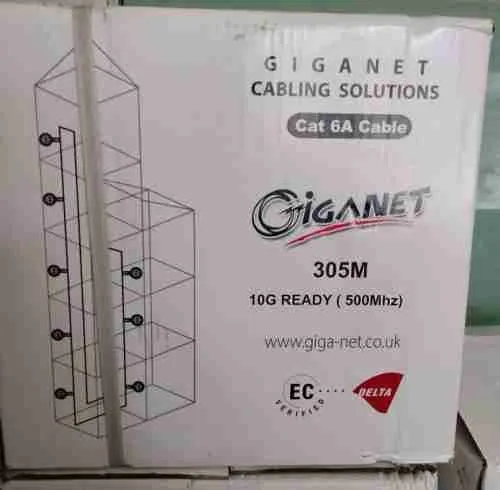 GIGANET
CABLING SOLUTIONS
Cat 6A Cable
GIGANET
305M
10G READY ( 500Mhz)
www.giga-net.co.uk
EC
VERIFIED
DELTA